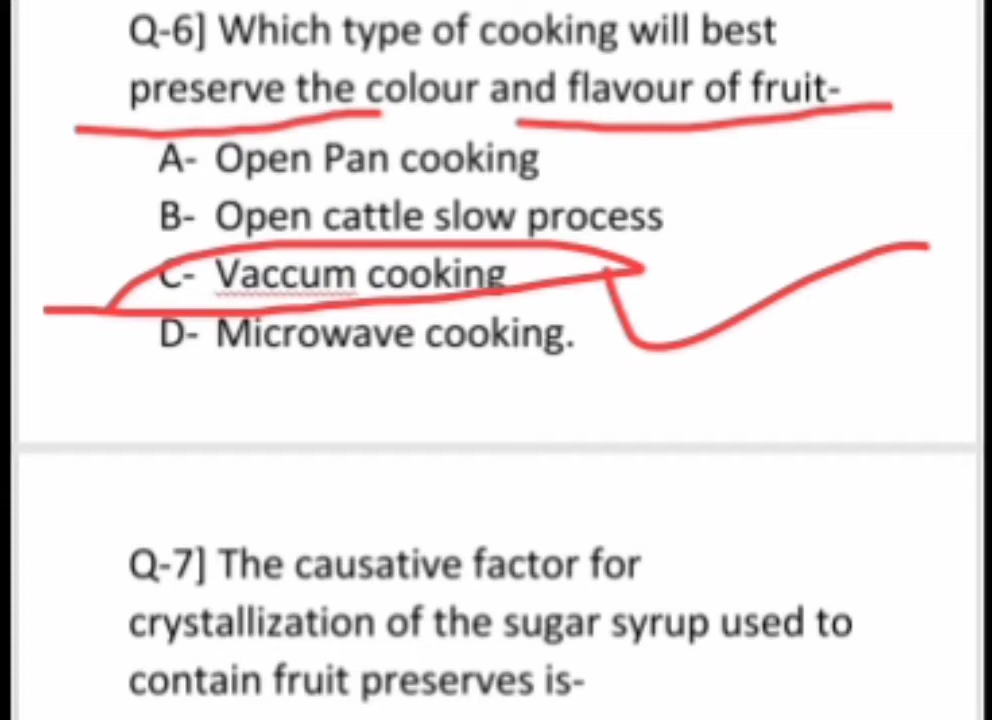 Q-6] Which type of cooking will best
preserve the colour and flavour of fruit-
A- Open Pan cooking
B- Open cattle slow process
C- Vaccum cooking
D- Microwave cooking.
Q-7] The causative factor for
crystallization of the sugar syrup used to
contain fruit preserves is-